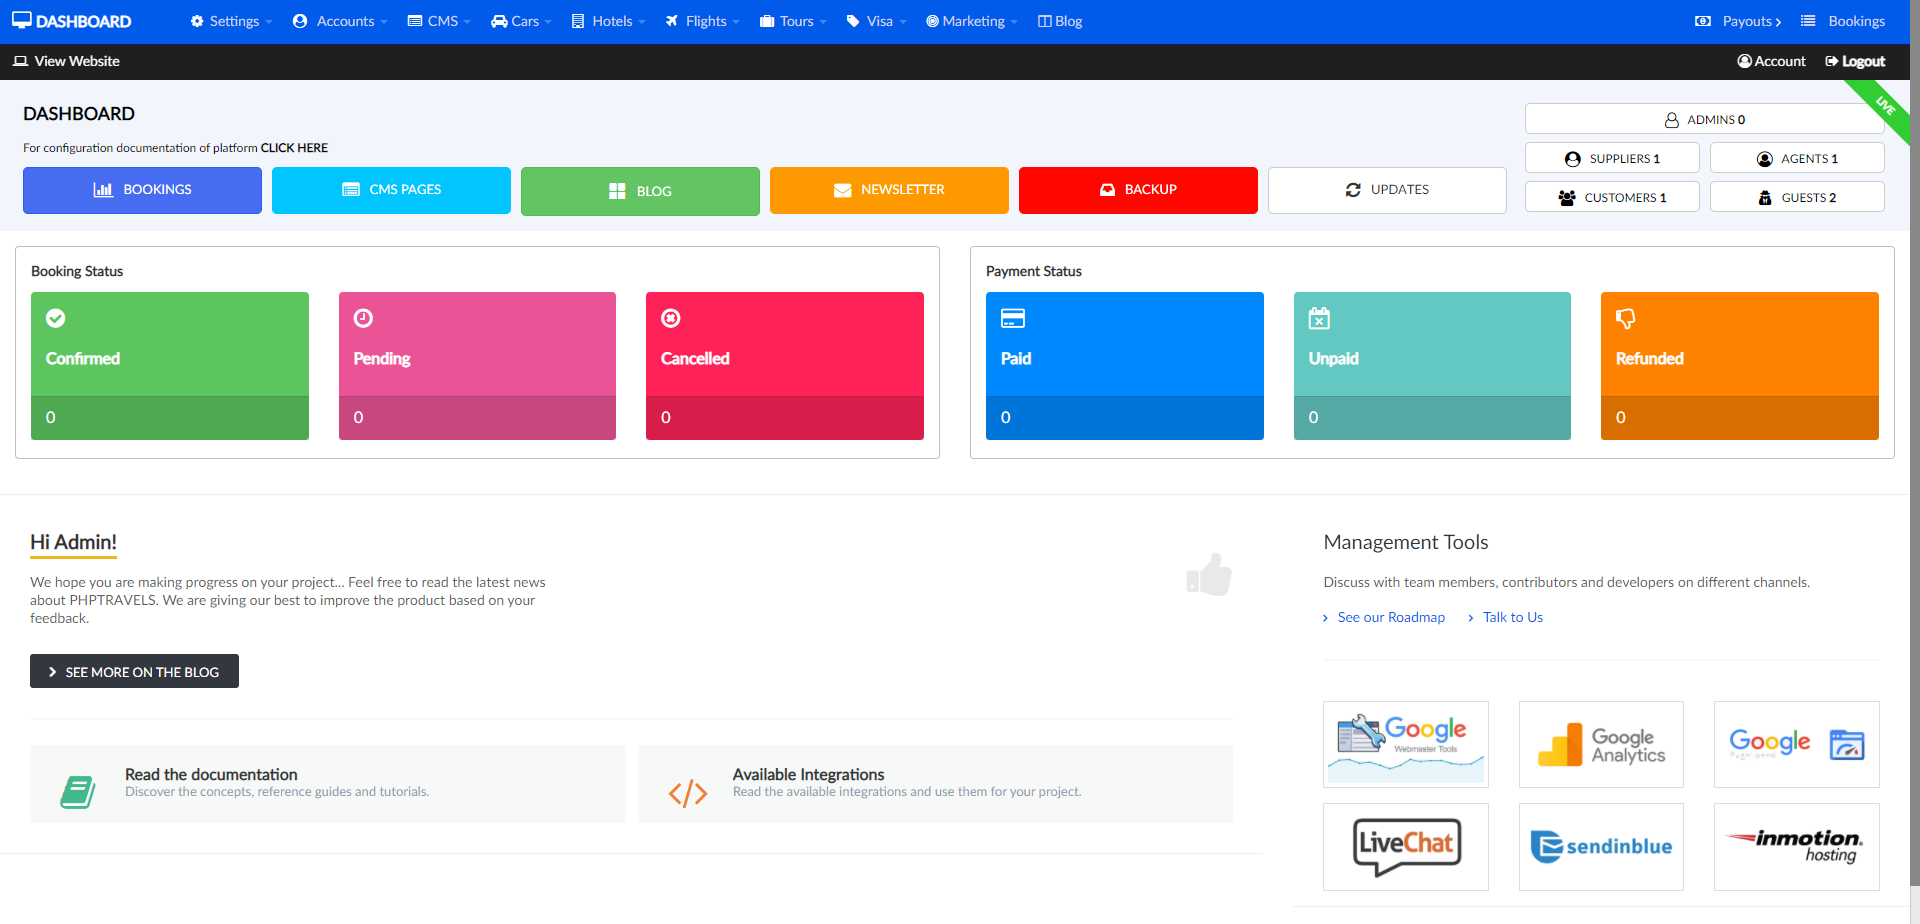 DASHBOARD
Settings
Accounts
CMS
Cars
Hotels
Flights
Tours
Visa
Marketing
Blog
Payouts
Bookings
View Website
Account
Logout
LIVE
DASHBOARD
For configuration documentation of platform CLICK HERE
BOOKINGS
CMS PAGES
BLOG
NEWSLETTER
BACKUP
UPDATES
ADMINS 0
SUPPLIERS 1
AGENTS 1
CUSTOMERS 1
GUESTS 2
Booking Status
Confirmed
0
Pending
0
Cancelled
0
Payment Status
Paid
0
Unpaid
0
Refunded
0
Hi Admin!
We hope you are making progress on your project... Feel free to read the latest news
about PHPTRAVELS. We are giving our best to improve the product based on your
feedback.
SEE MORE ON THE BLOG
Read the documentation
Discover the concepts, reference guides and tutorials.
Available Integrations
Read the available integrations and use them for your project.
Management Tools
Discuss with team members, contributors and developers on different channels.
See our Roadmap
Talk to Us
Google
Webmaster Tools
Google
Analytics
Google
LiveChat
sendinblue
inmotion
hosting